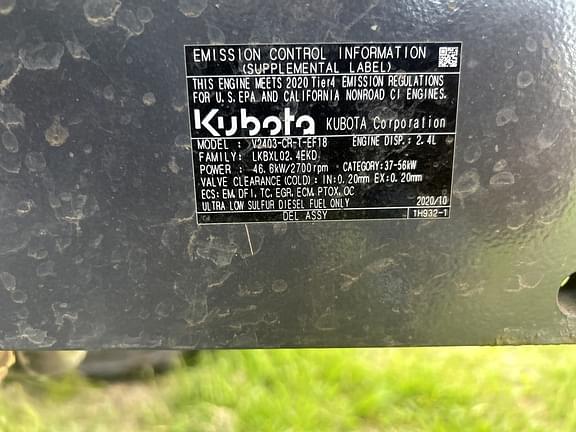 EMISSION CONTROL INFORMATION
(SUPPLEMENTAL LABEL)
THIS ENGINE MEETS 2020 Tier4 EMISSION REGULATIONS
FOR U.S. EPA AND CALIFORNIA NONROAD CI ENGINES.
Kubota KUBOTA Corporation
MODEL : V2403-CR-T-EF18 ENGINE DISP.: 2.4L
FAMILY: LKBXL02.4EKD
POWER : 46.6kW/2700rpm CATEGORY:37-56kW
VALVE CLEARANCE (COLD) : IN:0.20mm EX:0.20mm
ECS: EM, DFI, TC, EGR, ECM, PTOX, OC
ULTRA LOW SULFUR DIESEL FUEL ONLY 2020/10
DEL ASSY 1H932-1